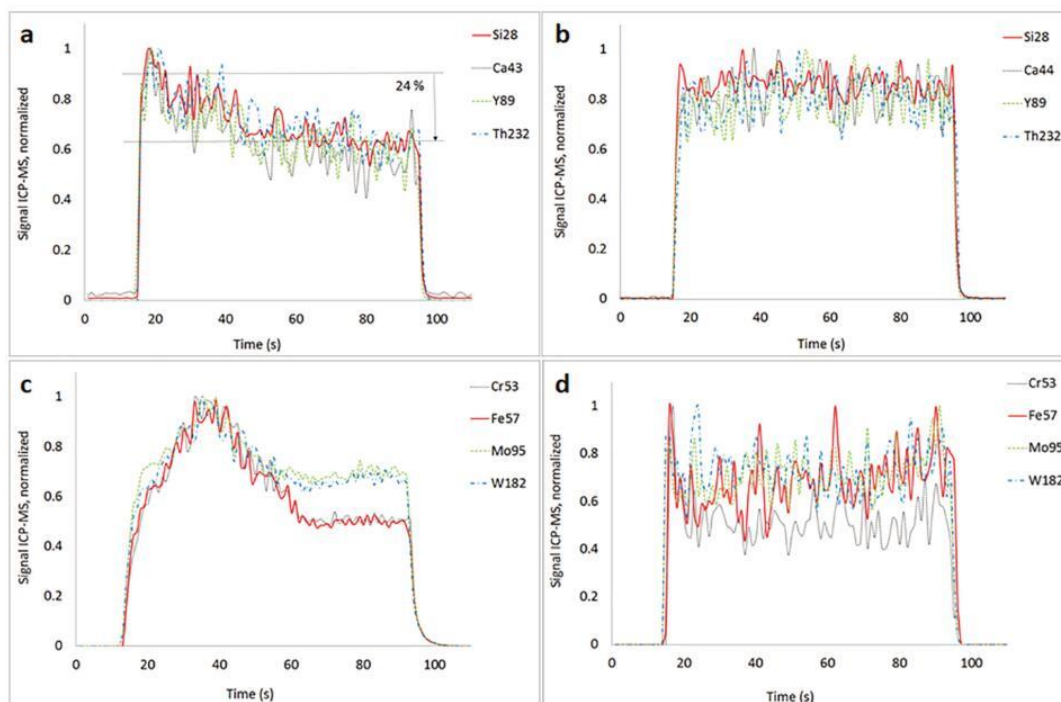 a
Signal ICP-MS, normalized
1
0.8
0.6
0.4
0.2
0
0 20 40 60 80 100
Time (s)
24 %
Si28
Ca43
Y89
Th232
b
Signal ICP-MS, normalized
1
0.8
0.6
0.4
0.2
0
0 20 40 60 80 100
Time (s)
Si28
Ca44
Y89
Th232
c
Signal ICP-MS, normalized
1
0.8
0.6
0.4
0.2
0
0 20 40 60 80 100
Time (s)
Cr53
Fe57
Mo95
W182
d
Signal ICP-MS, normalized
1
0.8
0.6
0.4
0.2
0
0 20 40 60 80 100
Time (s)
Cr53
Fe57
Mo95
W182